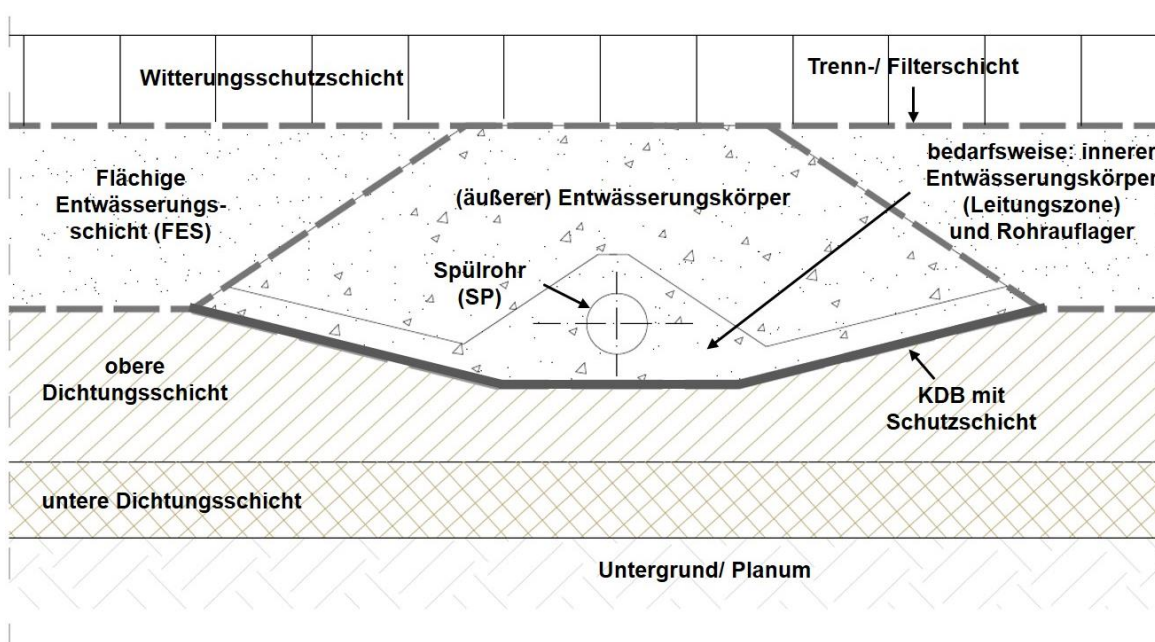 Witterungsschutzschicht
Trenn-/ Filterschicht
Flächige
Entwässerungs-
schicht (FES)
(äußerer) Entwässerungskörper
bedarfsweise: innerer
Entwässerungskörper
(Leitungszone)
und Rohrauflager
Spülrohr
(SP)
obere
Dichtungsschicht
KDB mit
Schutzschicht
untere Dichtungsschicht
Untergrund/ Planum